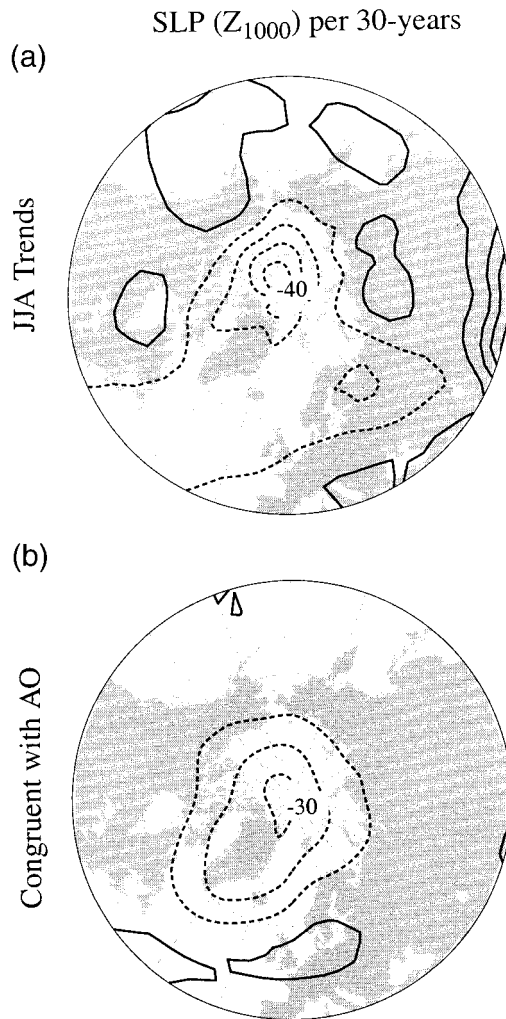 SLP (Z1000) per 30-years
(a)
JJA Trends
-40
(b)
Congruent with AO
-30